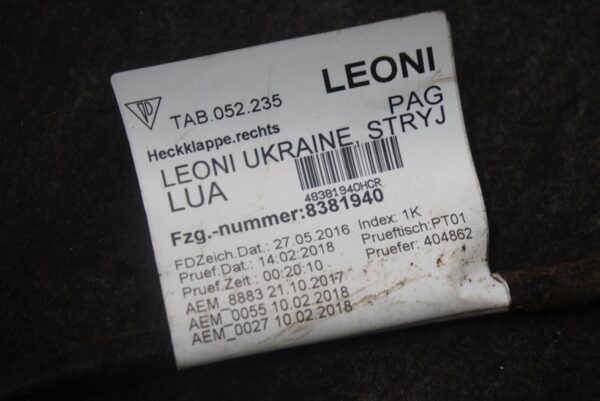 LEONI
TAB.052.235
PAG
Heckklappe.rechts
LEONI UKRAINE, STRYJ
LUA
48381940HCR
Fzg.-nummer:8381940
FDZeich.Dat.: 27.05.2016 Index: 1K
Pruef.Dat.: 14.02.2018 Prueftisch:PT01
Pruef.Zeit.: 00:20:10 Pruefer: 404862
AEM_8883 21.10.2017
AEM_0055 10.02.2018
AEM_0027 10.02.2018